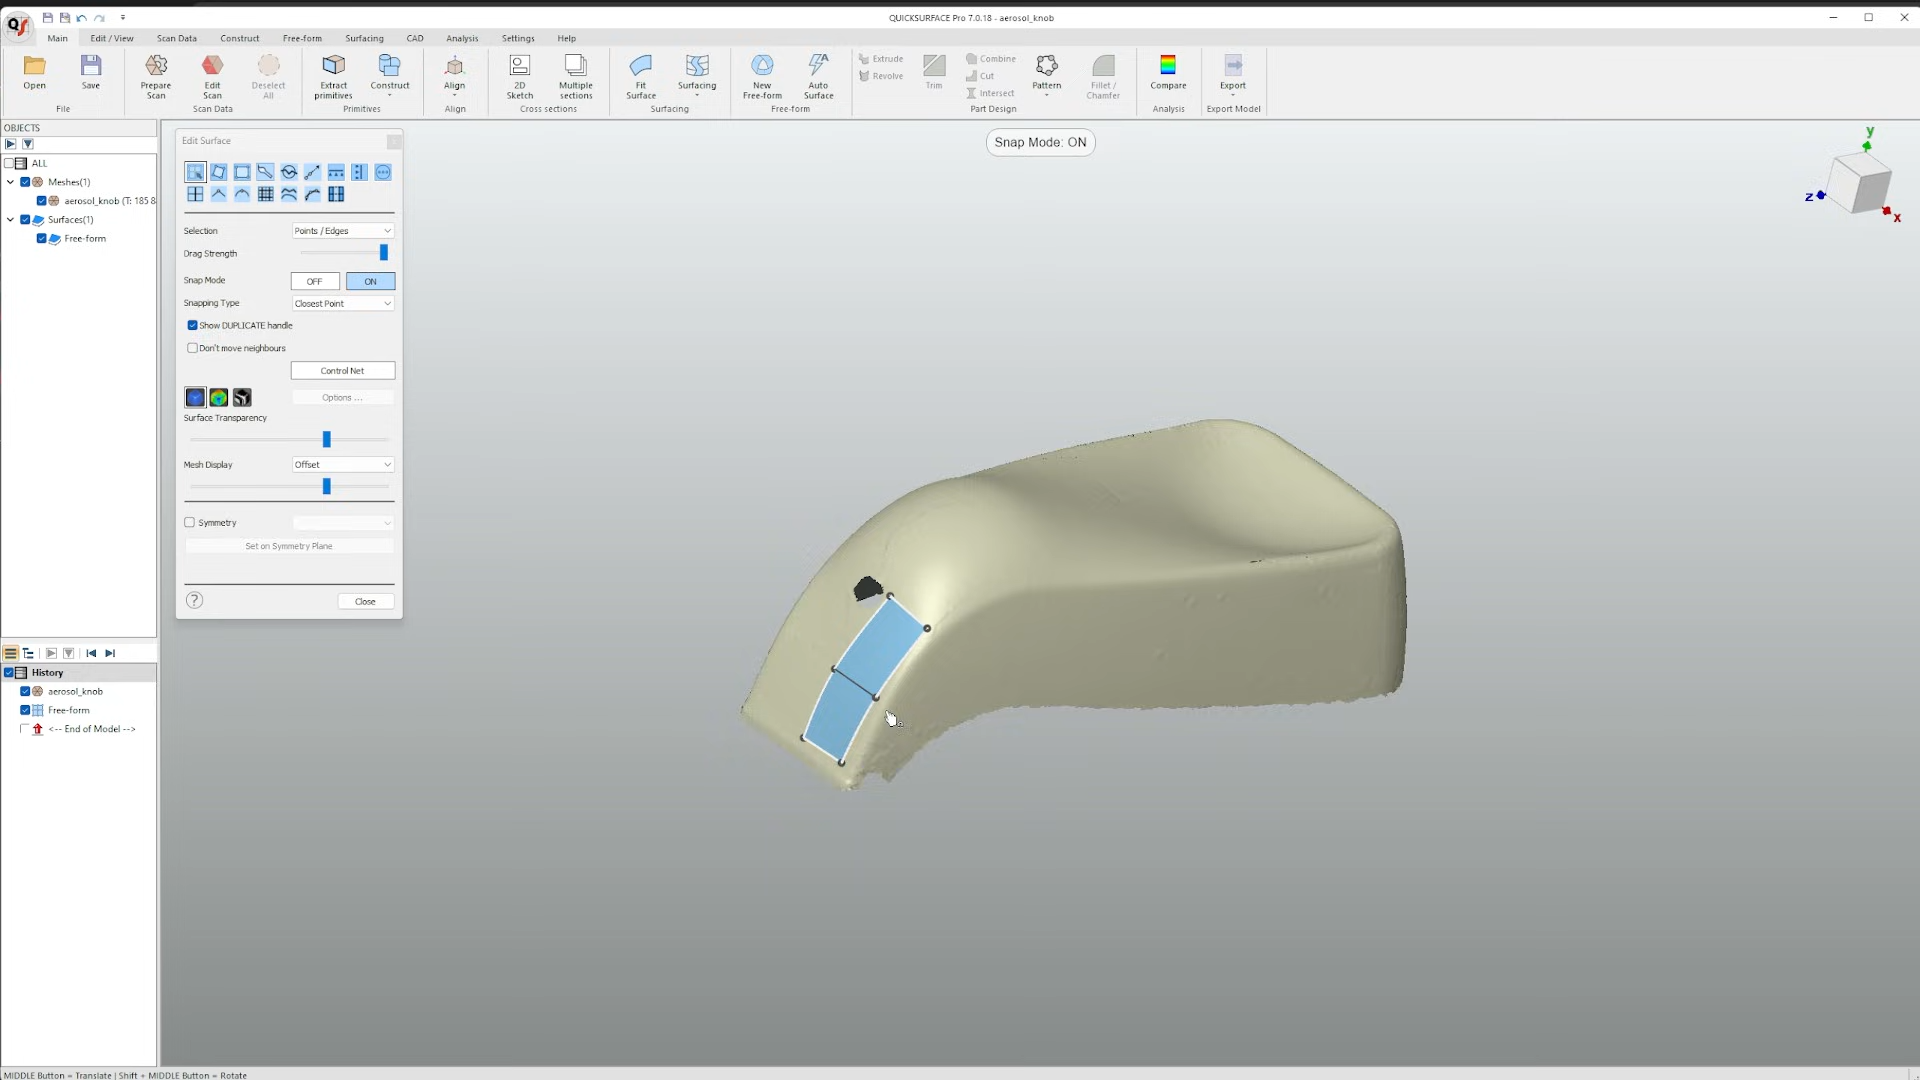 QUICKSURFACE Pro 7.0.18 - aerosol_knob
Main Edit / View Scan Data Construct Free-form Surfacing CAD Analysis Settings Help
Open
Save
File
Prepare Scan
Edit Scan
Deselect All
Scan Data
Extract primitives
Construct
Primitives
Align
Align
2D Sketch
Multiple sections
Cross sections
Fit Surface
Surfacing
Surfacing
New Free-form
Auto Surface
Free-form
Extrude
Revolve
Trim
Combine
Cut
Intersect
Pattern
Fillet / Chamfer
Part Design
Compare
Analysis
Export
Export Model
OBJECTS
ALL
Meshes(1)
aerosol_knob (T: 185 8
Surfaces(1)
Free-form
History
aerosol_knob
Free-form
<-- End of Model -->
Edit Surface
Selection Points / Edges
Drag Strength
Snap Mode OFF ON
Snapping Type Closest Point
Show DUPLICATE handle
Don't move neighbours
Control Net
Options ...
Surface Transparency
Mesh Display Offset
Symmetry
Set on Symmetry Plane
? Close
Snap Mode: ON
y
z
x
MIDDLE Button = Translate | Shift + MIDDLE Button = Rotate